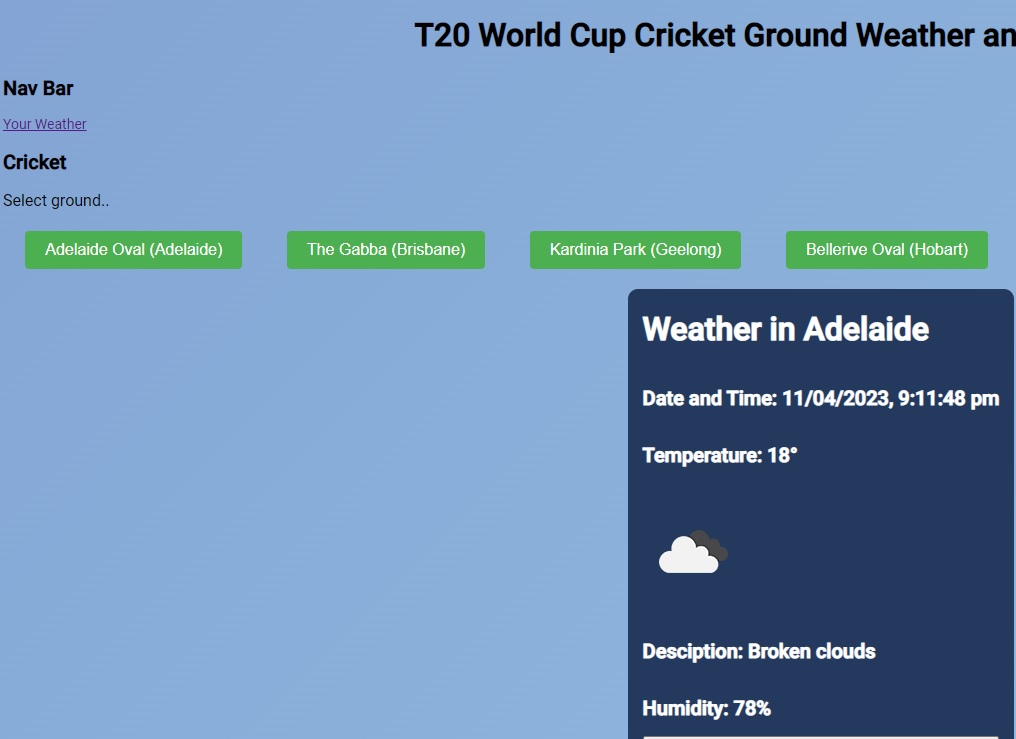 T20 World Cup Cricket Ground Weather an
Nav Bar
Your Weather
Cricket
Select ground..
Adelaide Oval (Adelaide)
The Gabba (Brisbane)
Kardinia Park (Geelong)
Bellerive Oval (Hobart)
Weather in Adelaide
Date and Time: 11/04/2023, 9:11:48 pm
Temperature: 18°
Desciption: Broken clouds
Humidity: 78%